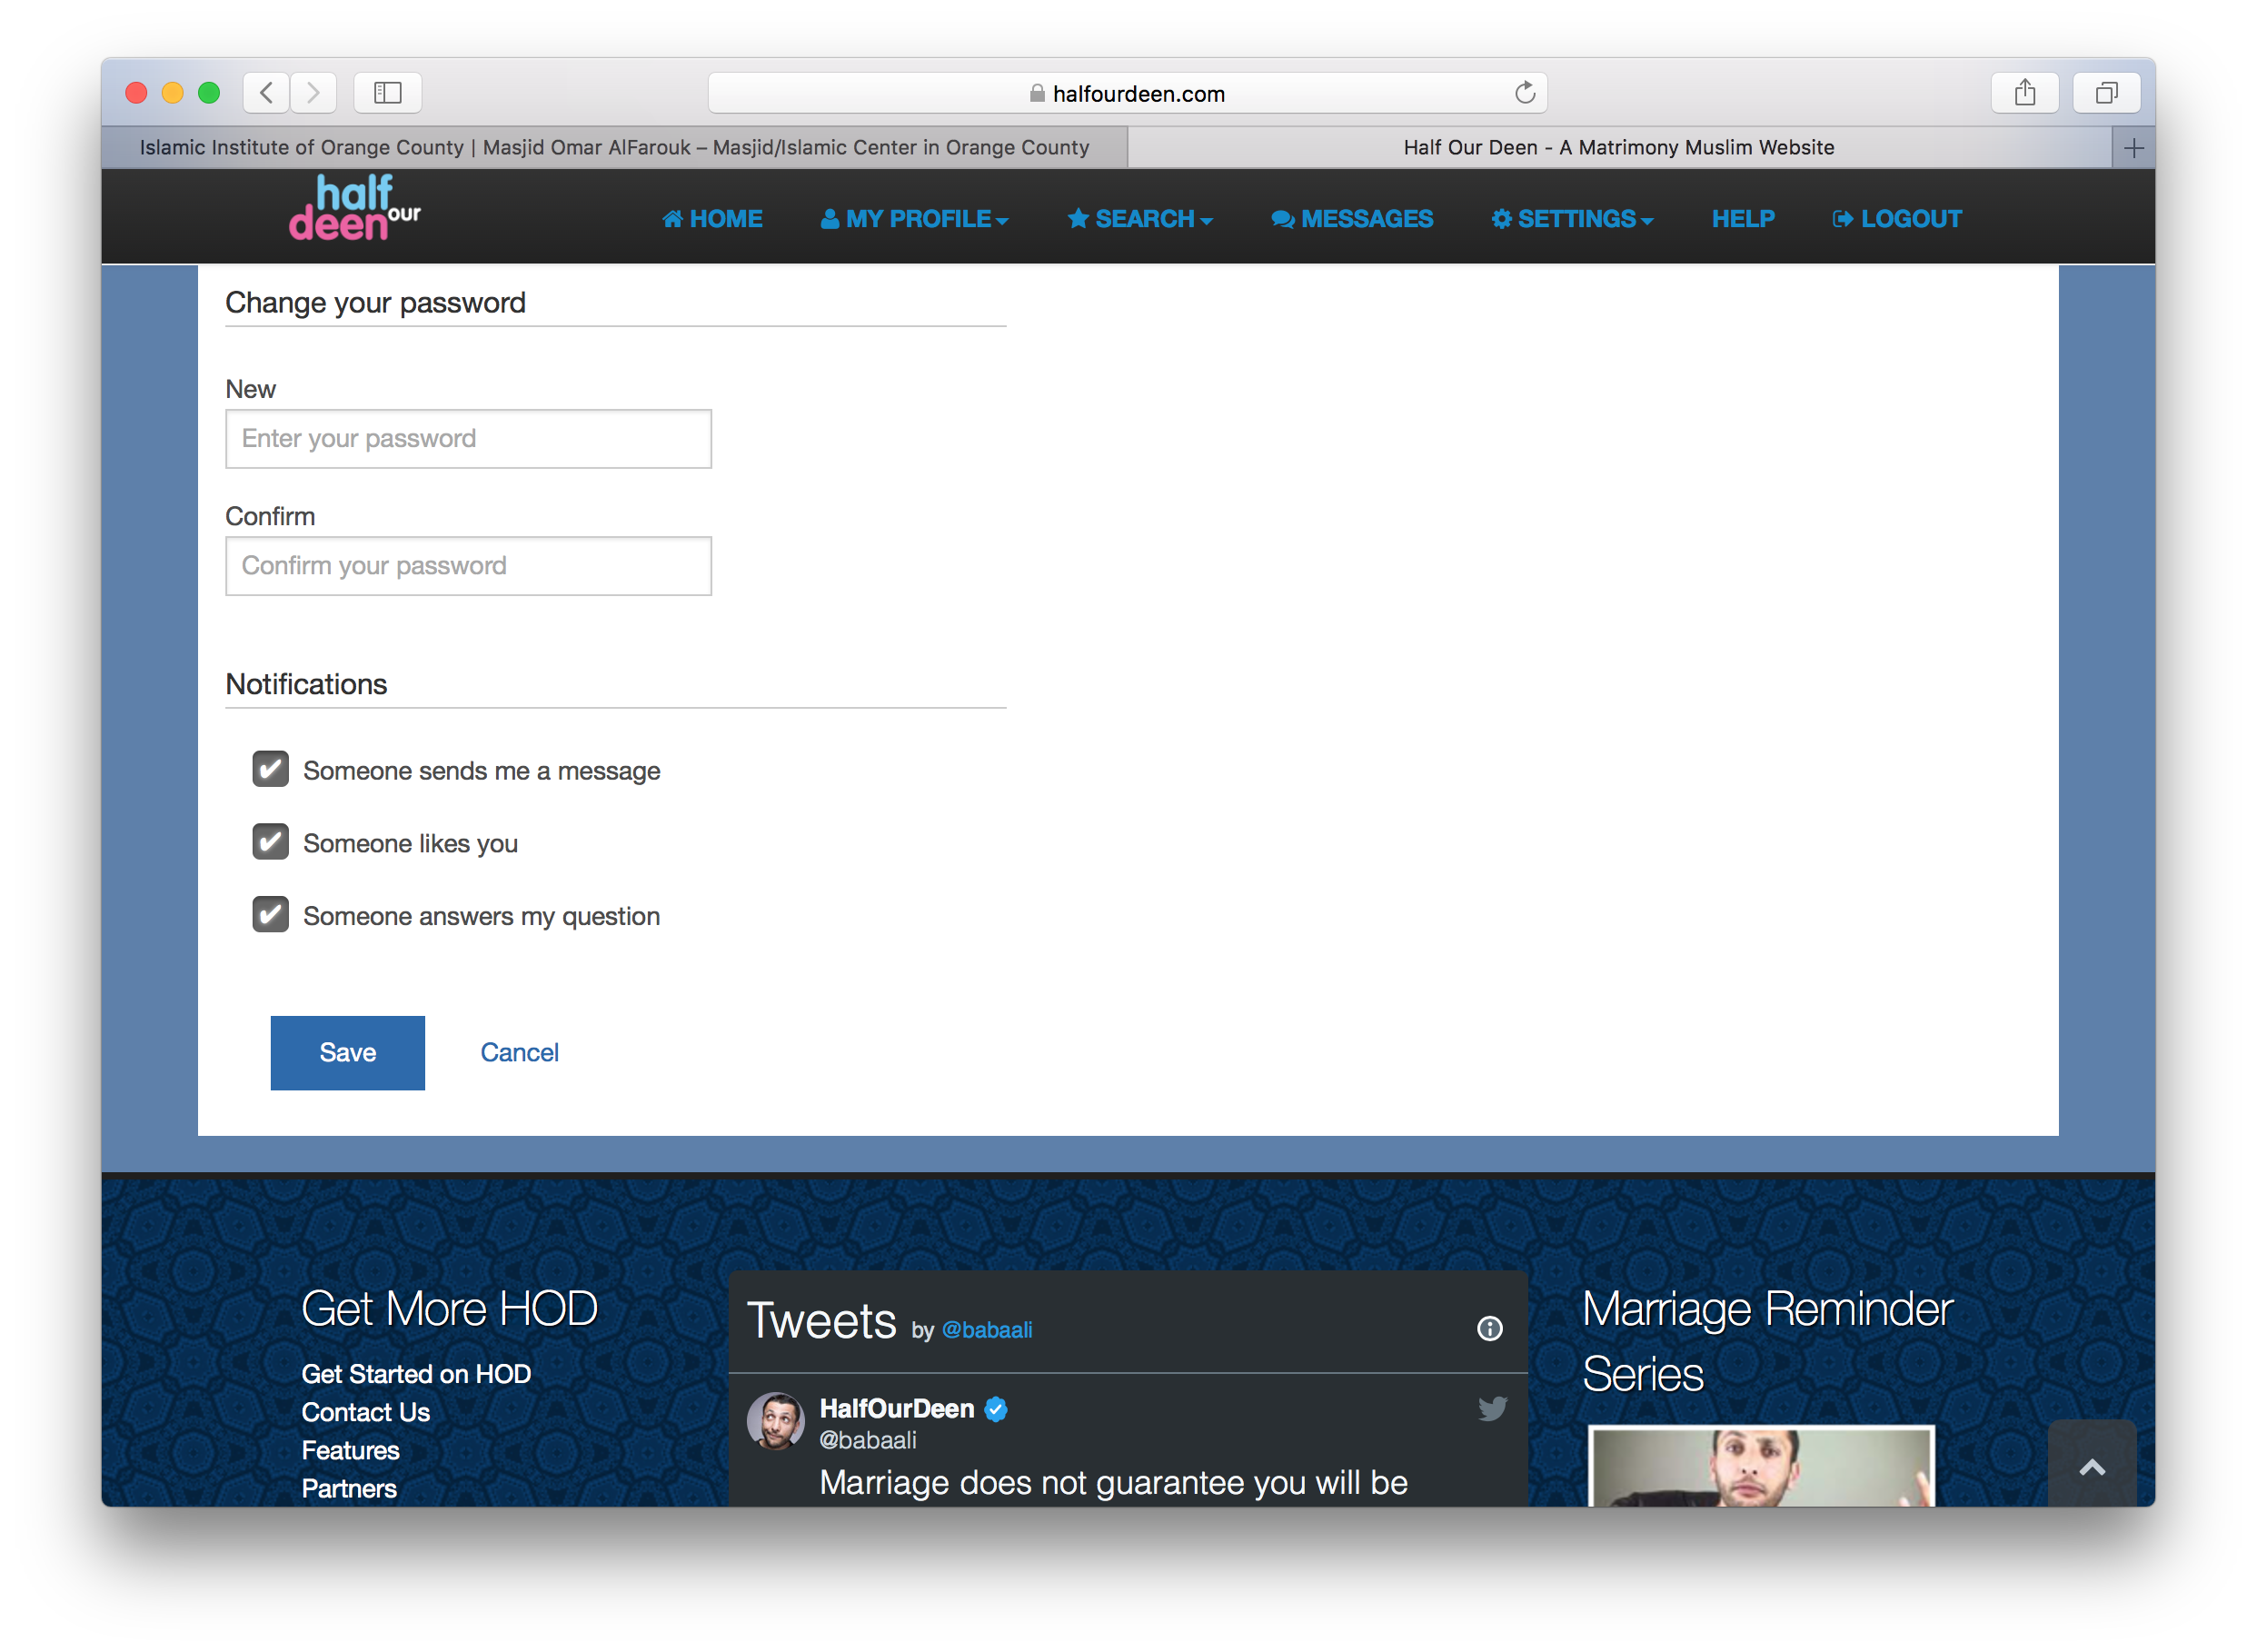 halfourdeen.com
Islamic Institute of Orange County | Masjid Omar AlFarouk – Masjid/Islamic Center in Orange County
Half Our Deen - A Matrimony Muslim Website
half our deen
HOME MY PROFILE SEARCH MESSAGES SETTINGS HELP LOGOUT
Change your password
New
Enter your password
Confirm
Confirm your password
Notifications
Someone sends me a message
Someone likes you
Someone answers my question
Save Cancel
Get More HOD
Get Started on HOD
Contact Us
Features
Partners
Tweets by @babaali
HalfOurDeen
@babaali
Marriage does not guarantee you will be
Marriage Reminder
Series